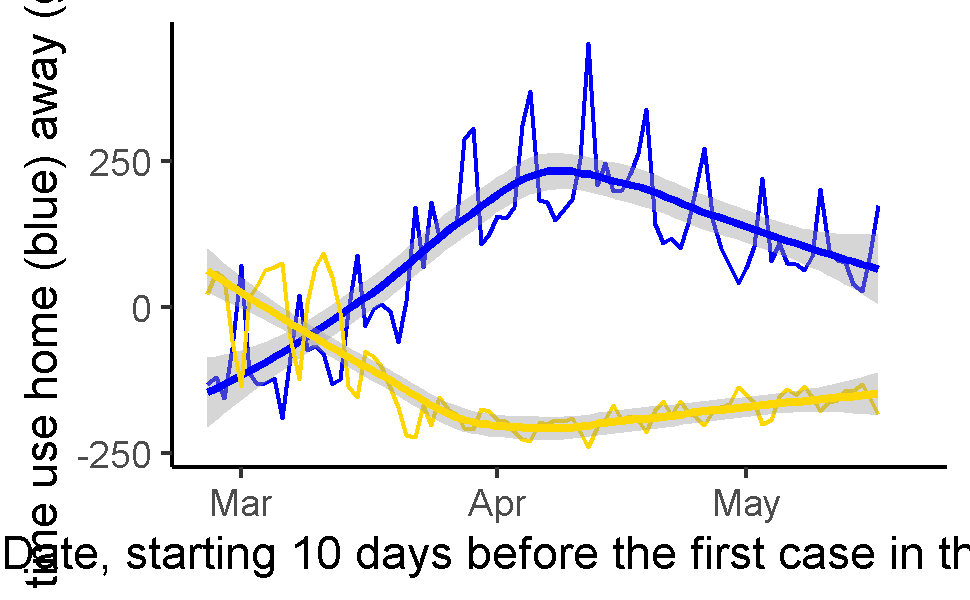 time use home (blue) away (
250
0
-250
Mar Apr May
Date, starting 10 days before the first case in th